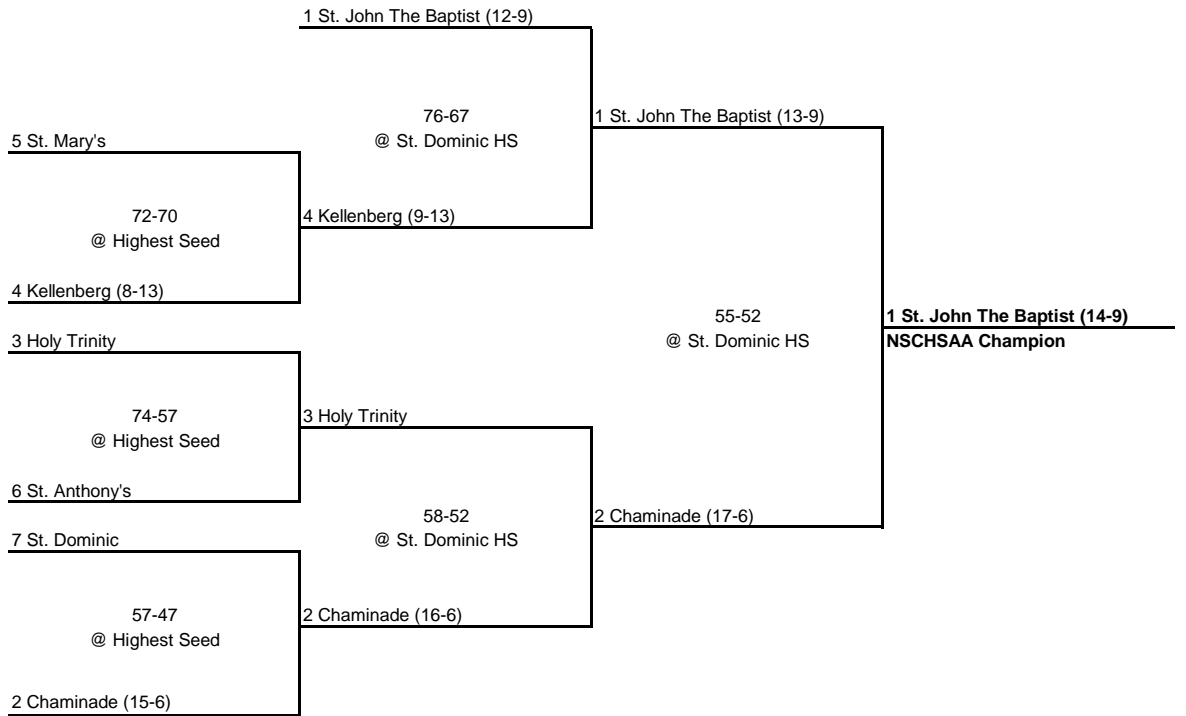 1 St. John The Baptist (12-9)
76-67
@ St. Dominic HS
1 St. John The Baptist (13-9)
5 St. Mary's
72-70
@ Highest Seed
4 Kellenberg (9-13)
4 Kellenberg (8-13)
55-52
@ St. Dominic HS
1 St. John The Baptist (14-9)
NSCHSAA Champion
3 Holy Trinity
74-57
@ Highest Seed
3 Holy Trinity
6 St. Anthony's
58-52
@ St. Dominic HS
2 Chaminade (17-6)
7 St. Dominic
57-47
@ Highest Seed
2 Chaminade (16-6)
2 Chaminade (15-6)